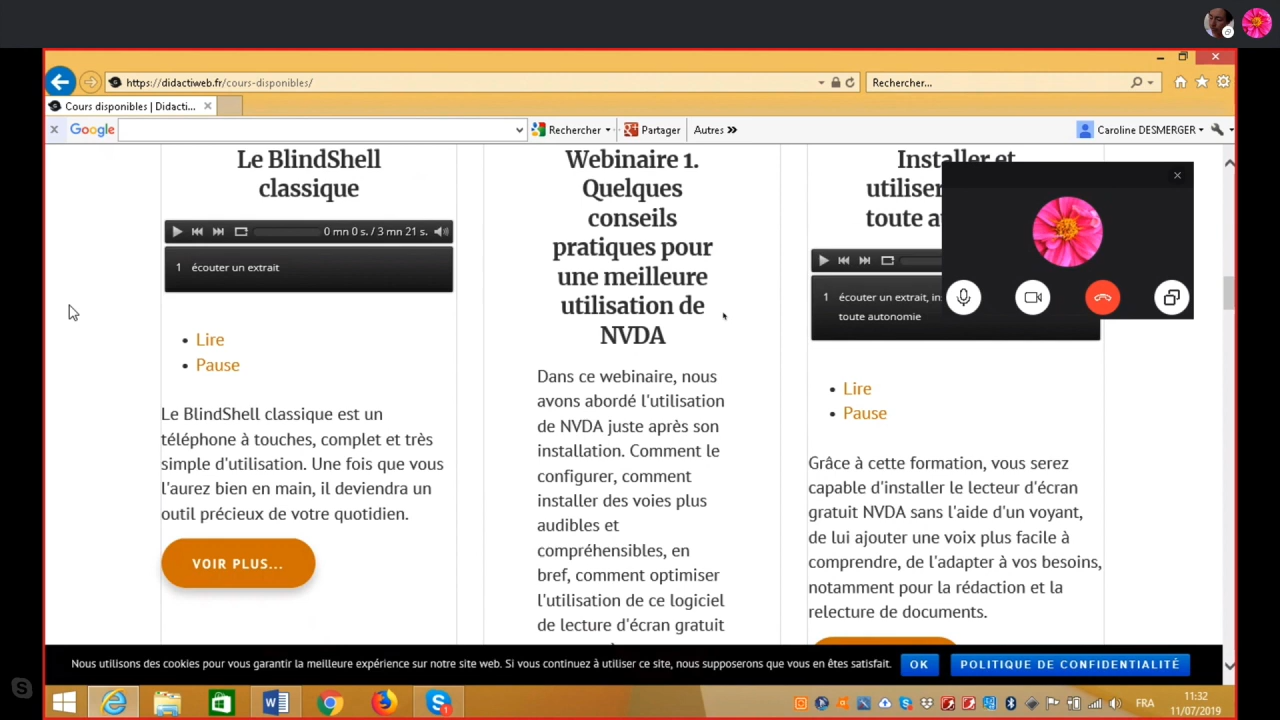 https://didactiweb.fr/cours-disponibles/
Rechercher...
Cours disponibles | Didacti...
Google
Rechercher
Partager
Autres »
Caroline DESMERGER
Le BlindShell
classique
0 mn 0 s. / 3 mn 21 s.
1 écouter un extrait
Lire
Pause
Le BlindShell classique est un
téléphone à touches, complet et très
simple d'utilisation. Une fois que vous
l'aurez bien en main, il deviendra un
outil précieux de votre quotidien.
VOIR PLUS...
Webinaire 1.
Quelques
conseils
pratiques pour
une meilleure
utilisation de
NVDA
Dans ce webinaire, nous
avons abordé l'utilisation
de NVDA juste après son
installation. Comment le
configurer, comment
installer des voies plus
audibles et
compréhensibles, en
bref, comment optimiser
l'utilisation de ce logiciel
de lecture d'écran gratuit
Installer et
utiliser
toute a
1 écouter un extrait, in
toute autonomie
Lire
Pause
Grâce à cette formation, vous serez
capable d'installer le lecteur d'écran
gratuit NVDA sans l'aide d'un voyant,
de lui ajouter une voix plus facile à
comprendre, de l'adapter à vos besoins,
notamment pour la rédaction et la
relecture de documents.
Nous utilisons des cookies pour vous garantir la meilleure expérience sur notre site web. Si vous continuez à utiliser ce site, nous supposerons que vous en êtes satisfait.
OK
POLITIQUE DE CONFIDENTIALITÉ
FRA
11:32
11/07/2019